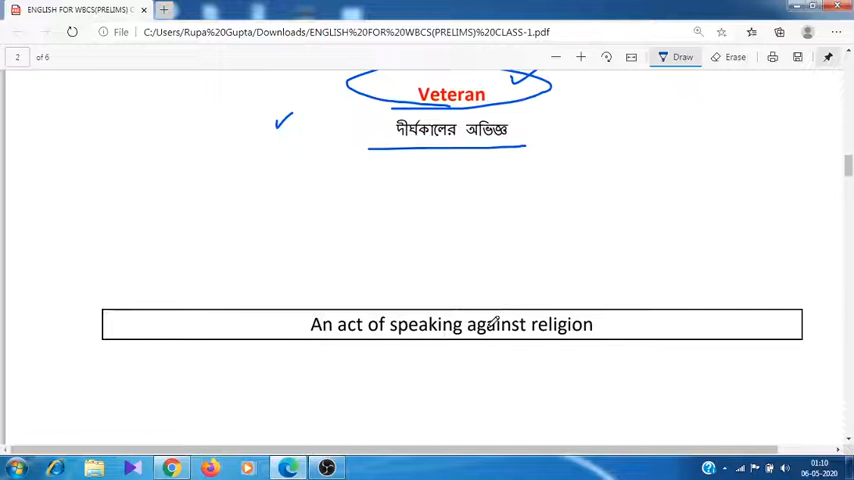 ENGLISH FOR WBCS(PRELIMS) C
File
C:/Users/Rupa%20Gupta/Downloads/ENGLISH%20FOR%20WBCS(PRELIMS)%20CLASS-1.pdf
2 of 6
Draw
Erase
Veteran
দীর্ঘকালের অভিজ্ঞ
An act of speaking against religion
01:10
06-05-2020